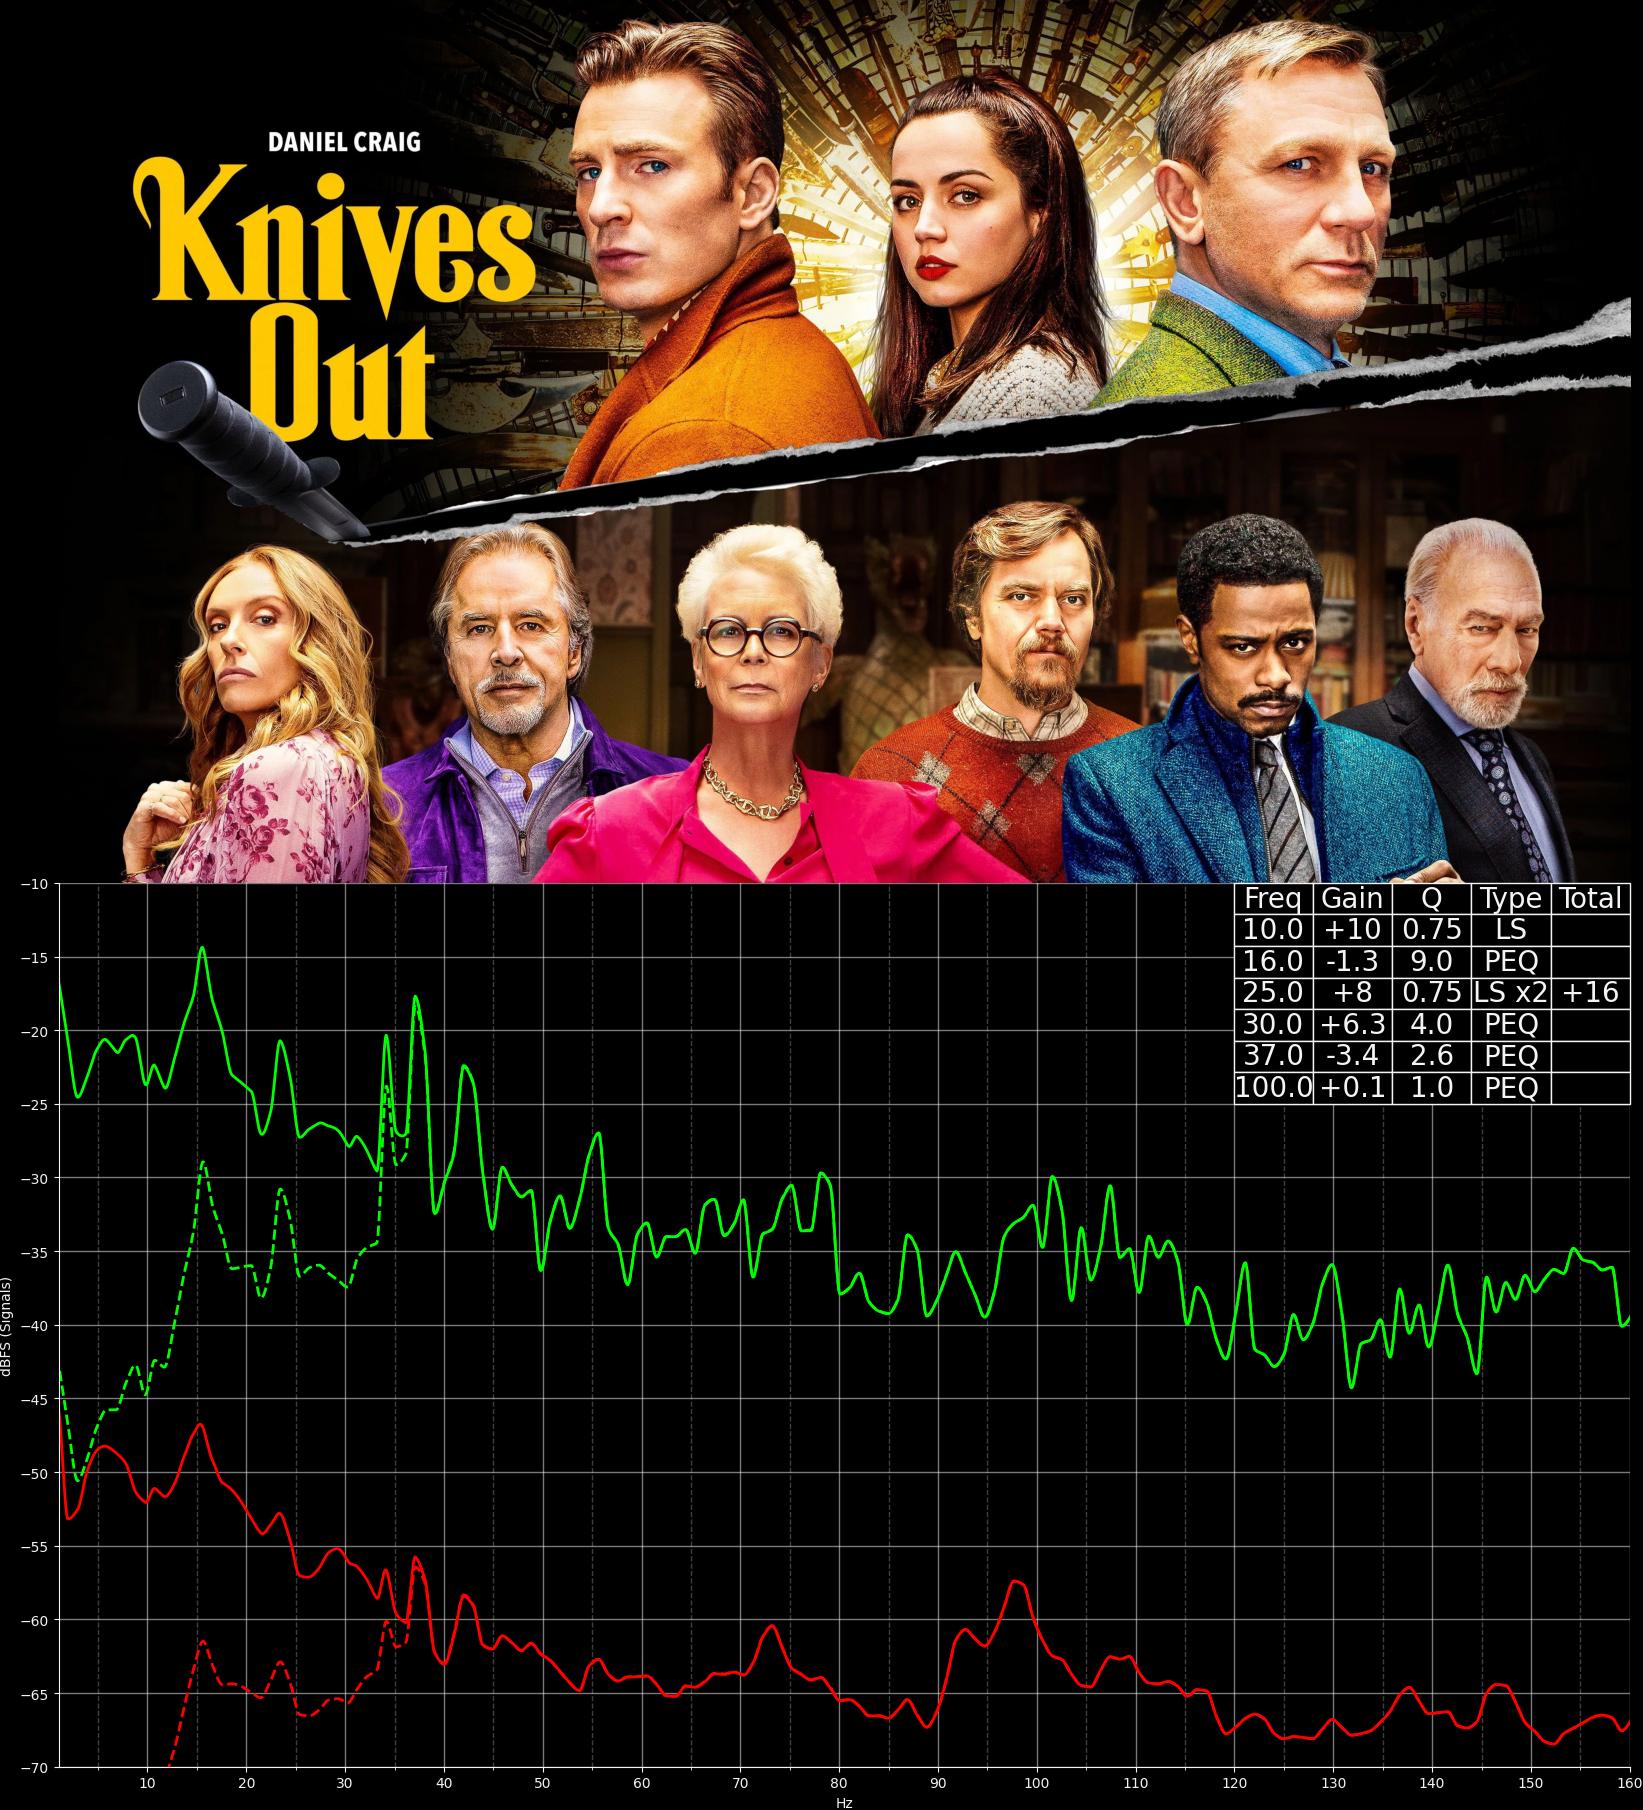 DANIEL CRAIG
Knives
Out
Freq Gain Q Type Total
10.0 +10 0.75 LS
16.0 -1.3 9.0 PEQ
25.0 +8 0.75 LS x2 +16
30.0 +6.3 4.0 PEQ
37.0 -3.4 2.6 PEQ
100.0 +0.1 1.0 PEQ
−10
−15
−20
−25
−30
−35
−40
−45
−50
−55
−60
−65
−70
dBFS (Signals)
10 20 30 40 50 60 70 80 90 100 110 120 130 140 150 160
Hz